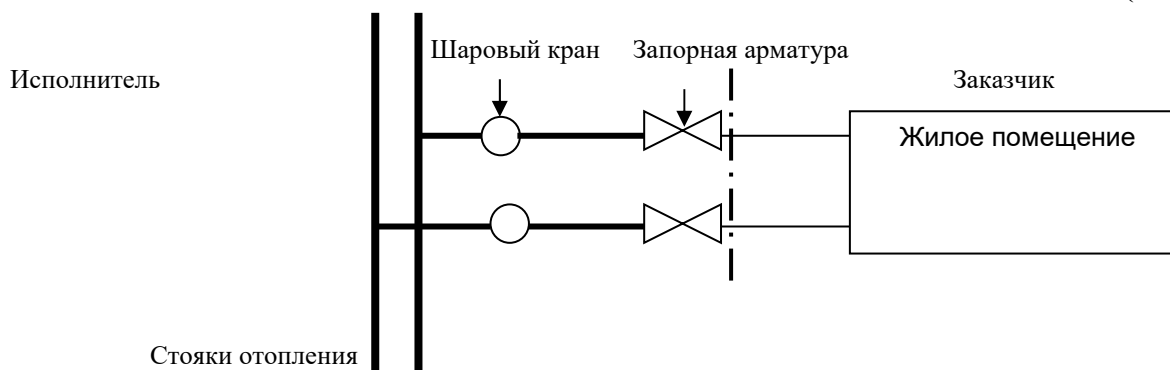 Шаровый кран Запорная арматура
Исполнитель Заказчик
Жилое помещение
Стояки отопления